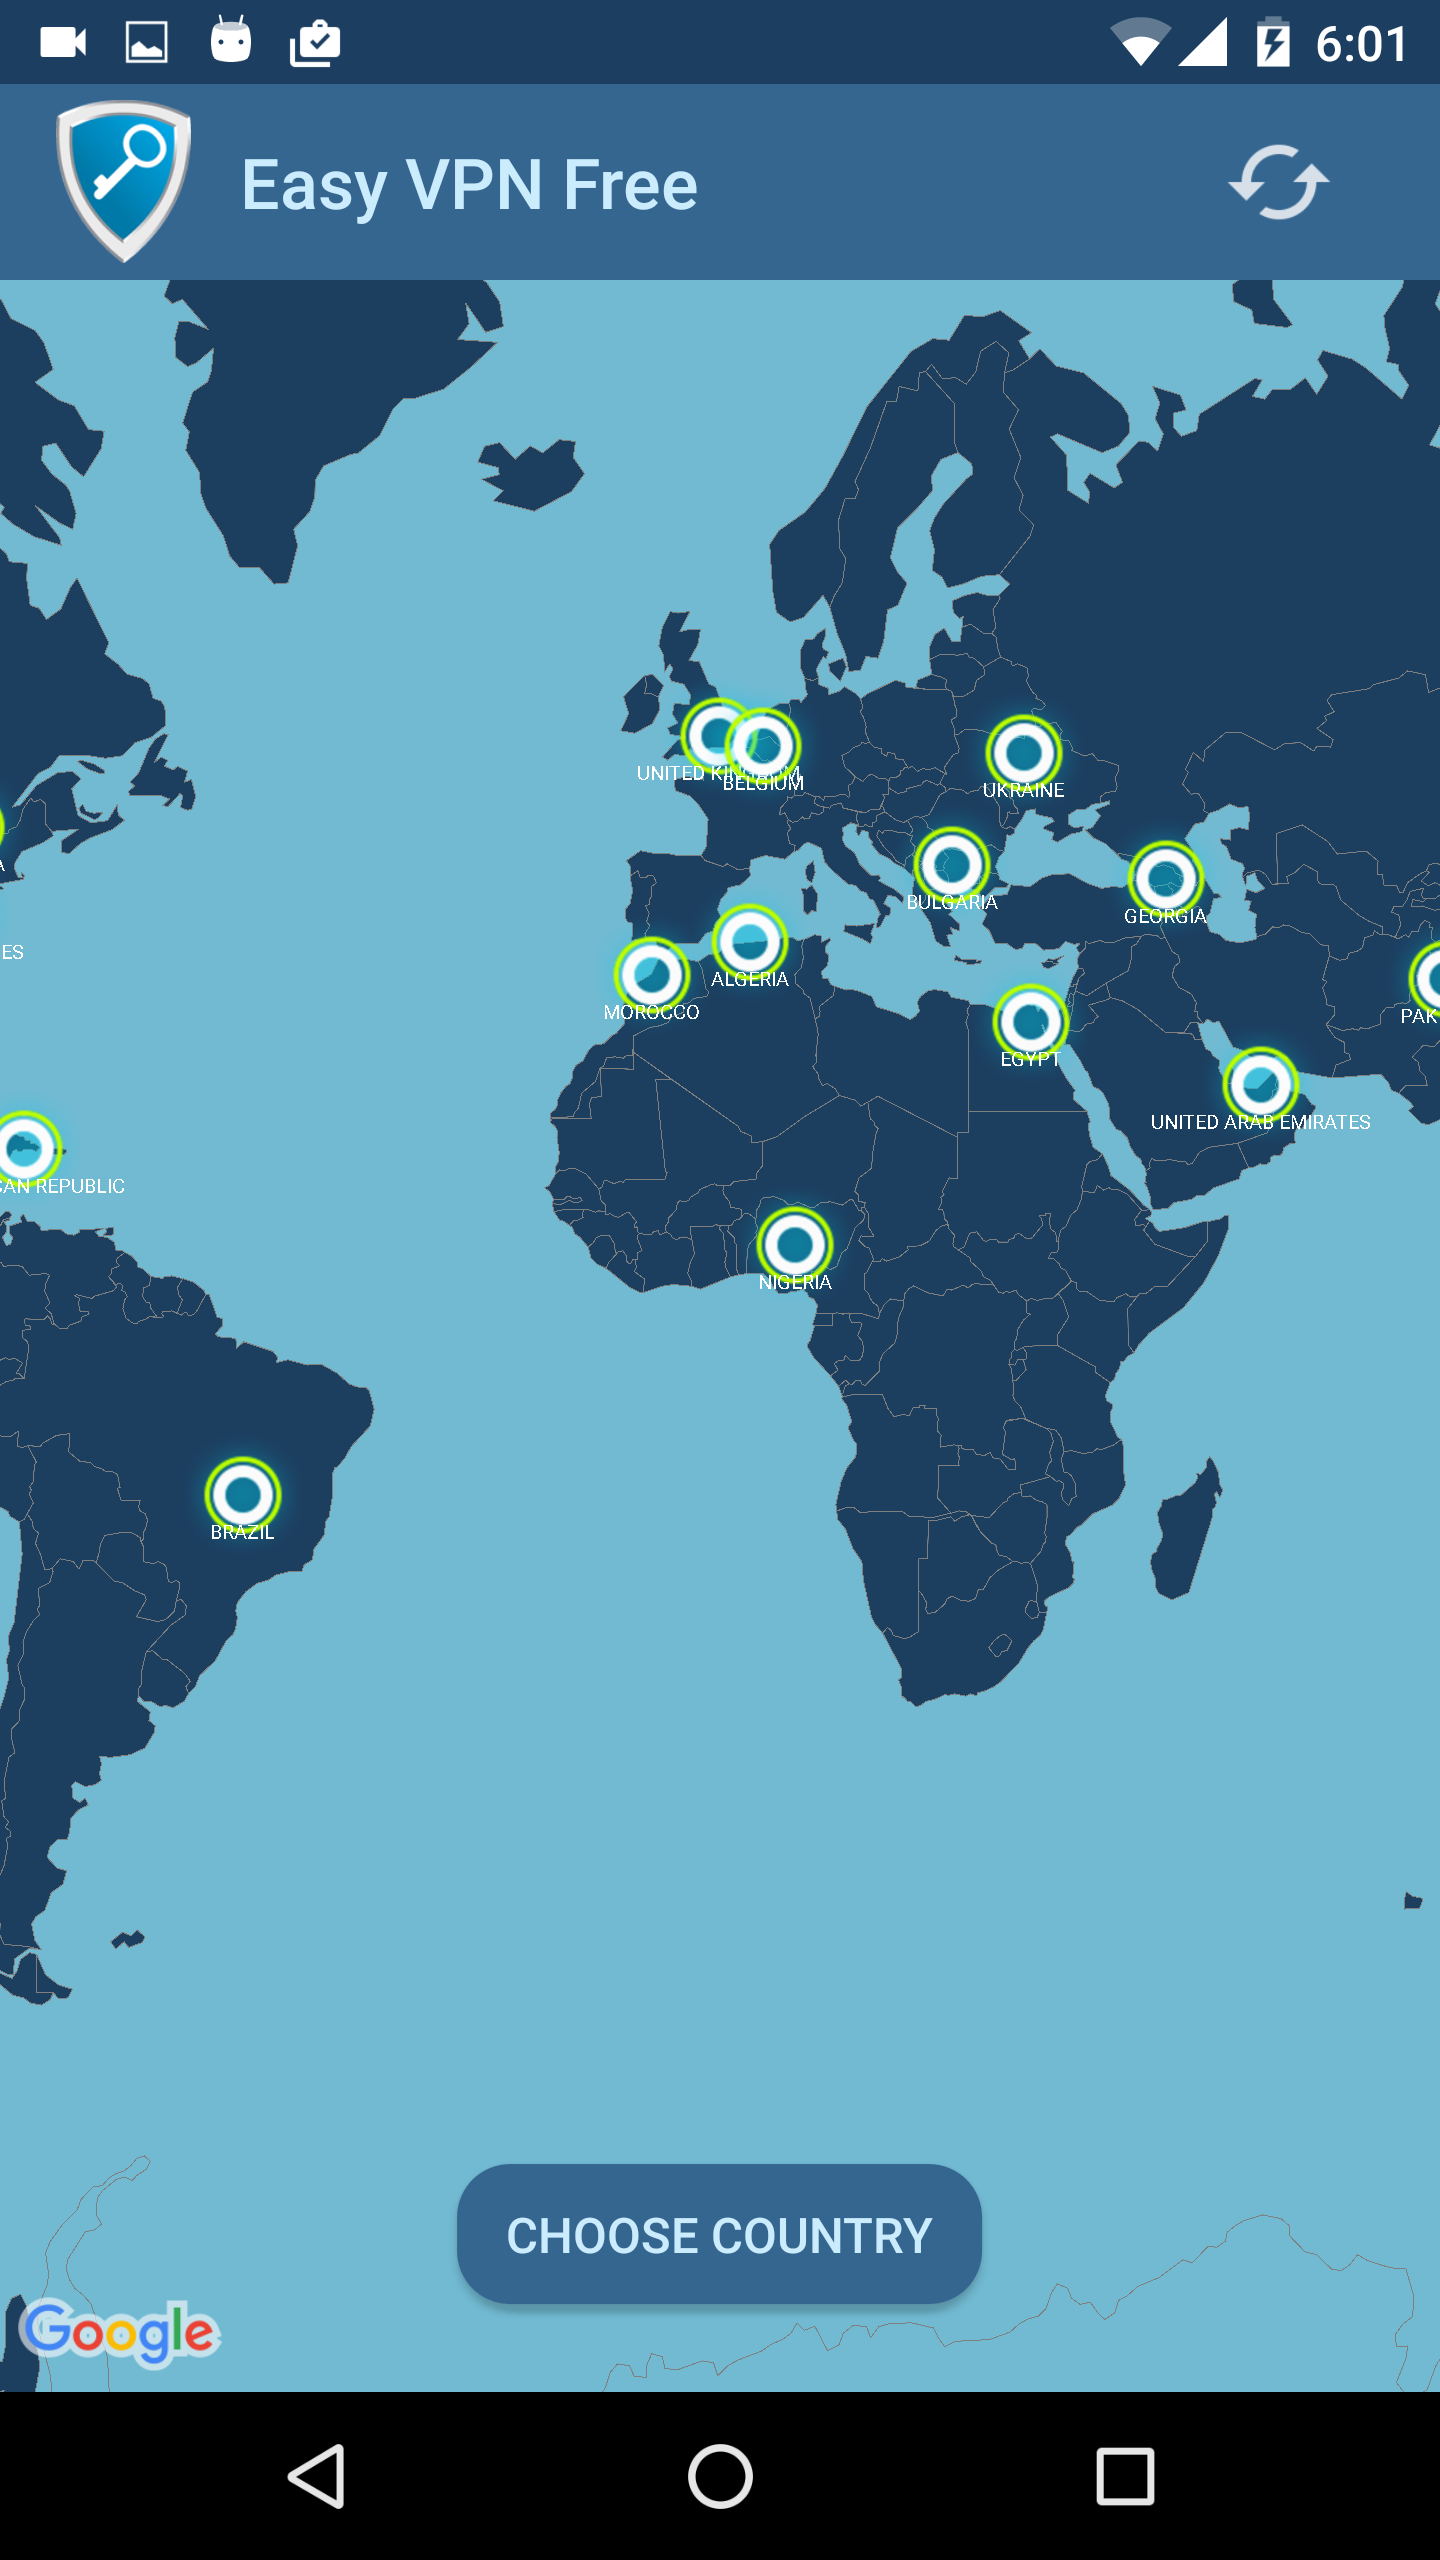 6:01
Easy VPN Free
UNITED KINGDOM
BELGIUM
UKRAINE
BULGARIA
GEORGIA
ES
ALGERIA
MOROCCO
PAK
EGYPT
UNITED ARAB EMIRATES
CAN REPUBLIC
NIGERIA
BRAZIL
CHOOSE COUNTRY
Google